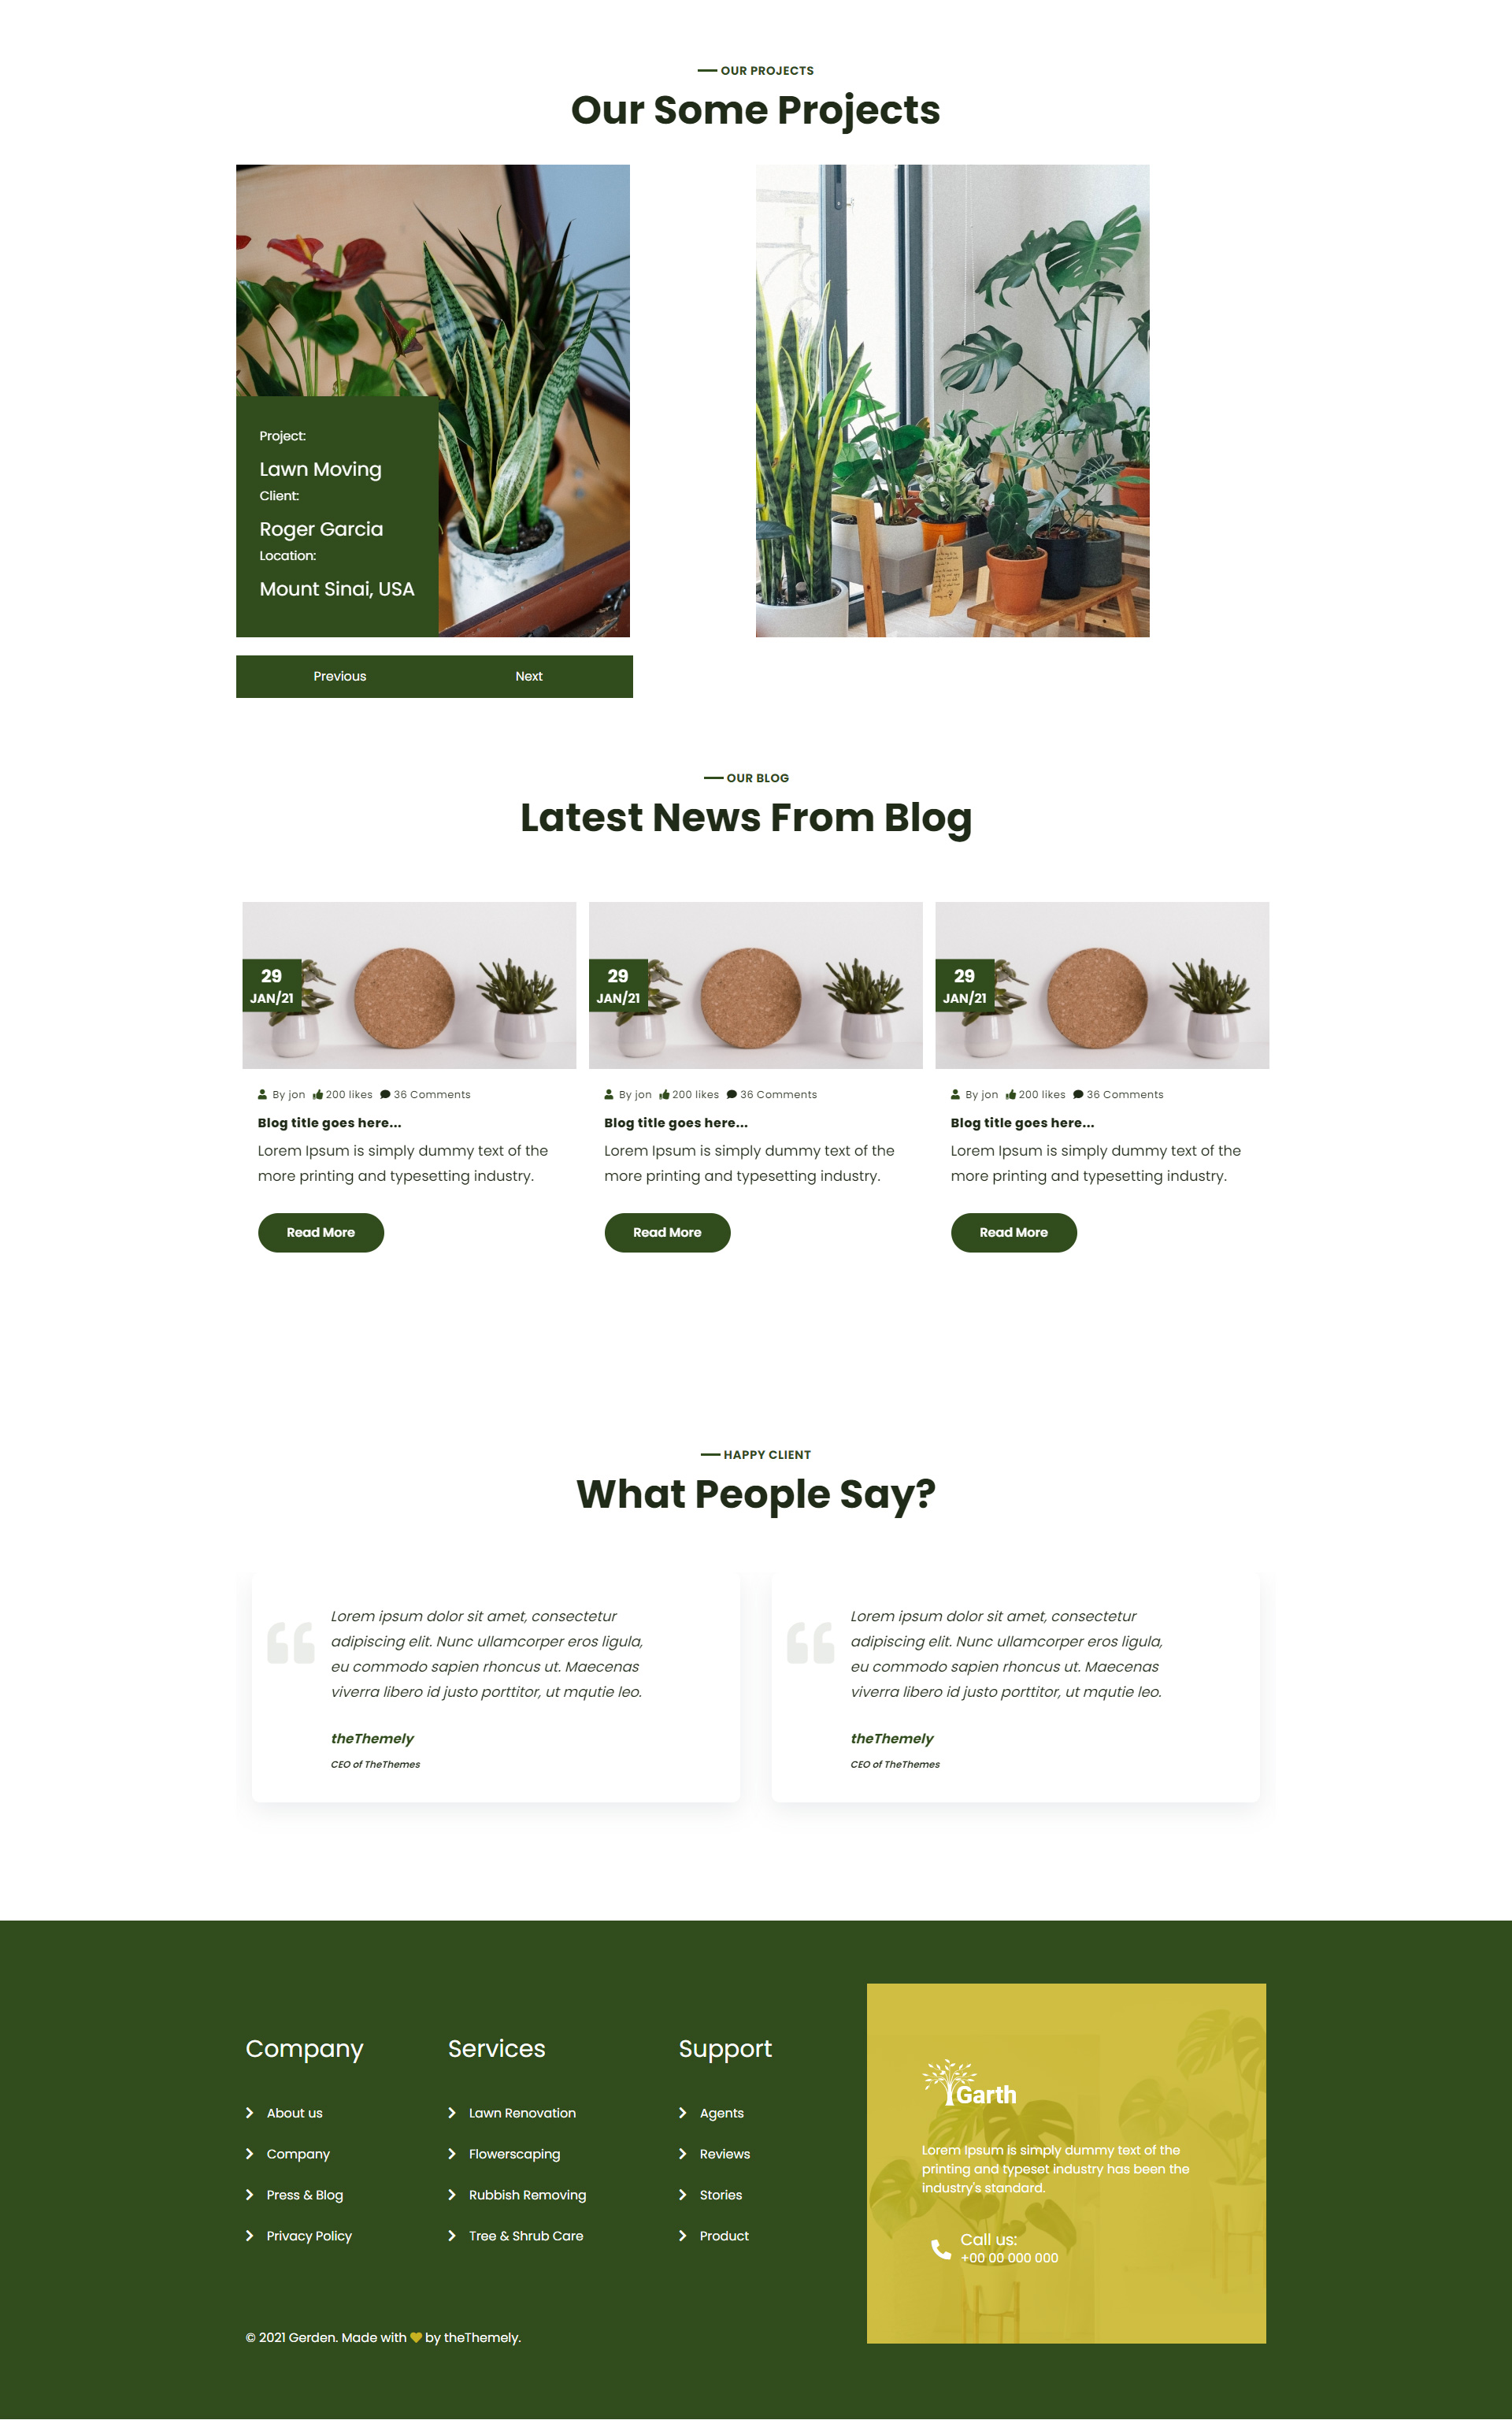 OUR PROJECTS
Our Some Projects
Project:
Lawn Moving
Client:
Roger Garcia
Location:
Mount Sinai, USA
Previous Next
OUR BLOG
Latest News From Blog
29
JAN/21
By jon 200 likes 36 Comments
Blog title goes here...
Lorem Ipsum is simply dummy text of the
more printing and typesetting industry.
Read More
29
JAN/21
By jon 200 likes 36 Comments
Blog title goes here...
Lorem Ipsum is simply dummy text of the
more printing and typesetting industry.
Read More
29
JAN/21
By jon 200 likes 36 Comments
Blog title goes here...
Lorem Ipsum is simply dummy text of the
more printing and typesetting industry.
Read More
HAPPY CLIENT
What People Say?
Lorem ipsum dolor sit amet, consectetur
adipiscing elit. Nunc ullamcorper eros ligula,
eu commodo sapien rhoncus ut. Maecenas
viverra libero id justo porttitor, ut mqutie leo.
theThemely
CEO of TheThemes
Lorem ipsum dolor sit amet, consectetur
adipiscing elit. Nunc ullamcorper eros ligula,
eu commodo sapien rhoncus ut. Maecenas
viverra libero id justo porttitor, ut mqutie leo.
theThemely
CEO of TheThemes
Company
About us
Company
Press & Blog
Privacy Policy
Services
Lawn Renovation
Flowerscaping
Rubbish Removing
Tree & Shrub Care
Support
Agents
Reviews
Stories
Product
Garth
Lorem Ipsum is simply dummy text of the
printing and typeset industry has been the
industry's standard.
Call us:
+00 00 000 000
© 2021 Gerden. Made with by theThemely.